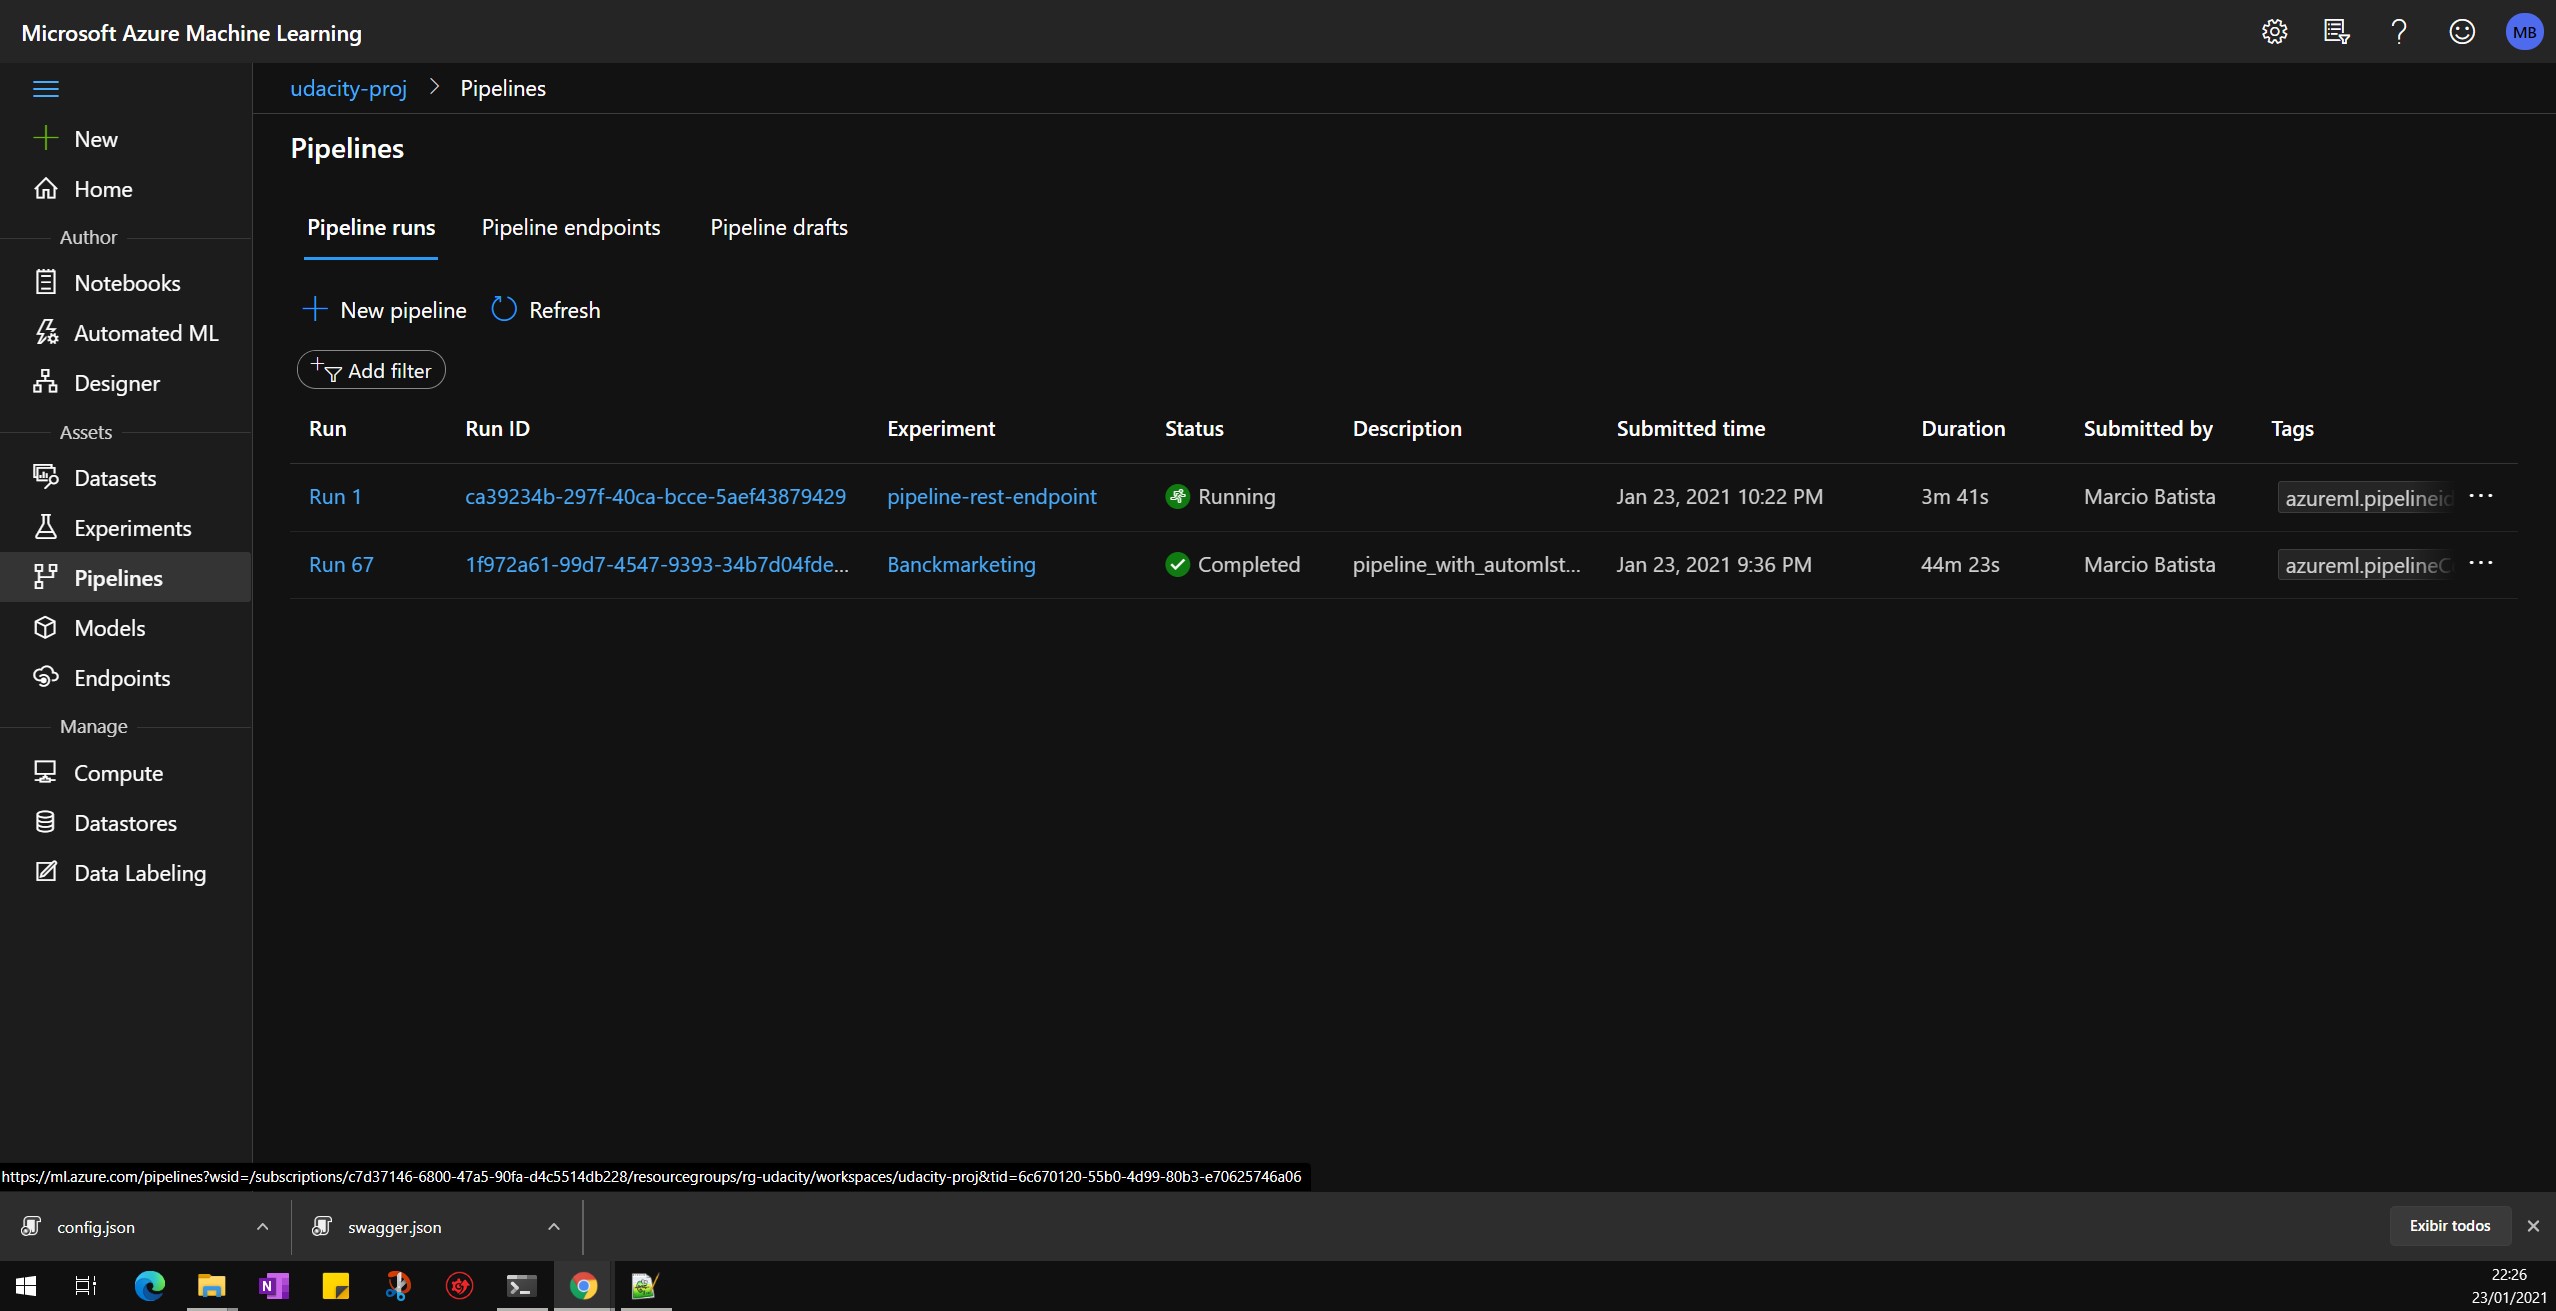 Microsoft Azure Machine Learning
MB
udacity-proj > Pipelines
New
Home
Author
Notebooks
Automated ML
Designer
Assets
Datasets
Experiments
Pipelines
Models
Endpoints
Manage
Compute
Datastores
Data Labeling
Pipelines
Pipeline runs Pipeline endpoints Pipeline drafts
New pipeline Refresh
Add filter
Run Run ID Experiment Status Description Submitted time Duration Submitted by Tags
Run 1 ca39234b-297f-40ca-bcce-5aef43879429 pipeline-rest-endpoint Running Jan 23, 2021 10:22 PM 3m 41s Marcio Batista azureml.pipelineid ...
Run 67 1f972a61-99d7-4547-9393-34b7d04fde... Banckmarketing Completed pipeline_with_automlst... Jan 23, 2021 9:36 PM 44m 23s Marcio Batista azureml.pipelineC ...
https://ml.azure.com/pipelines?wsid=/subscriptions/c7d37146-6800-47a5-90fa-d4c5514db228/resourcegroups/rg-udacity/workspaces/udacity-proj&tid=6c670120-55b0-4d99-80b3-e70625746a06
config.json swagger.json Exibir todos
22:26
23/01/2021